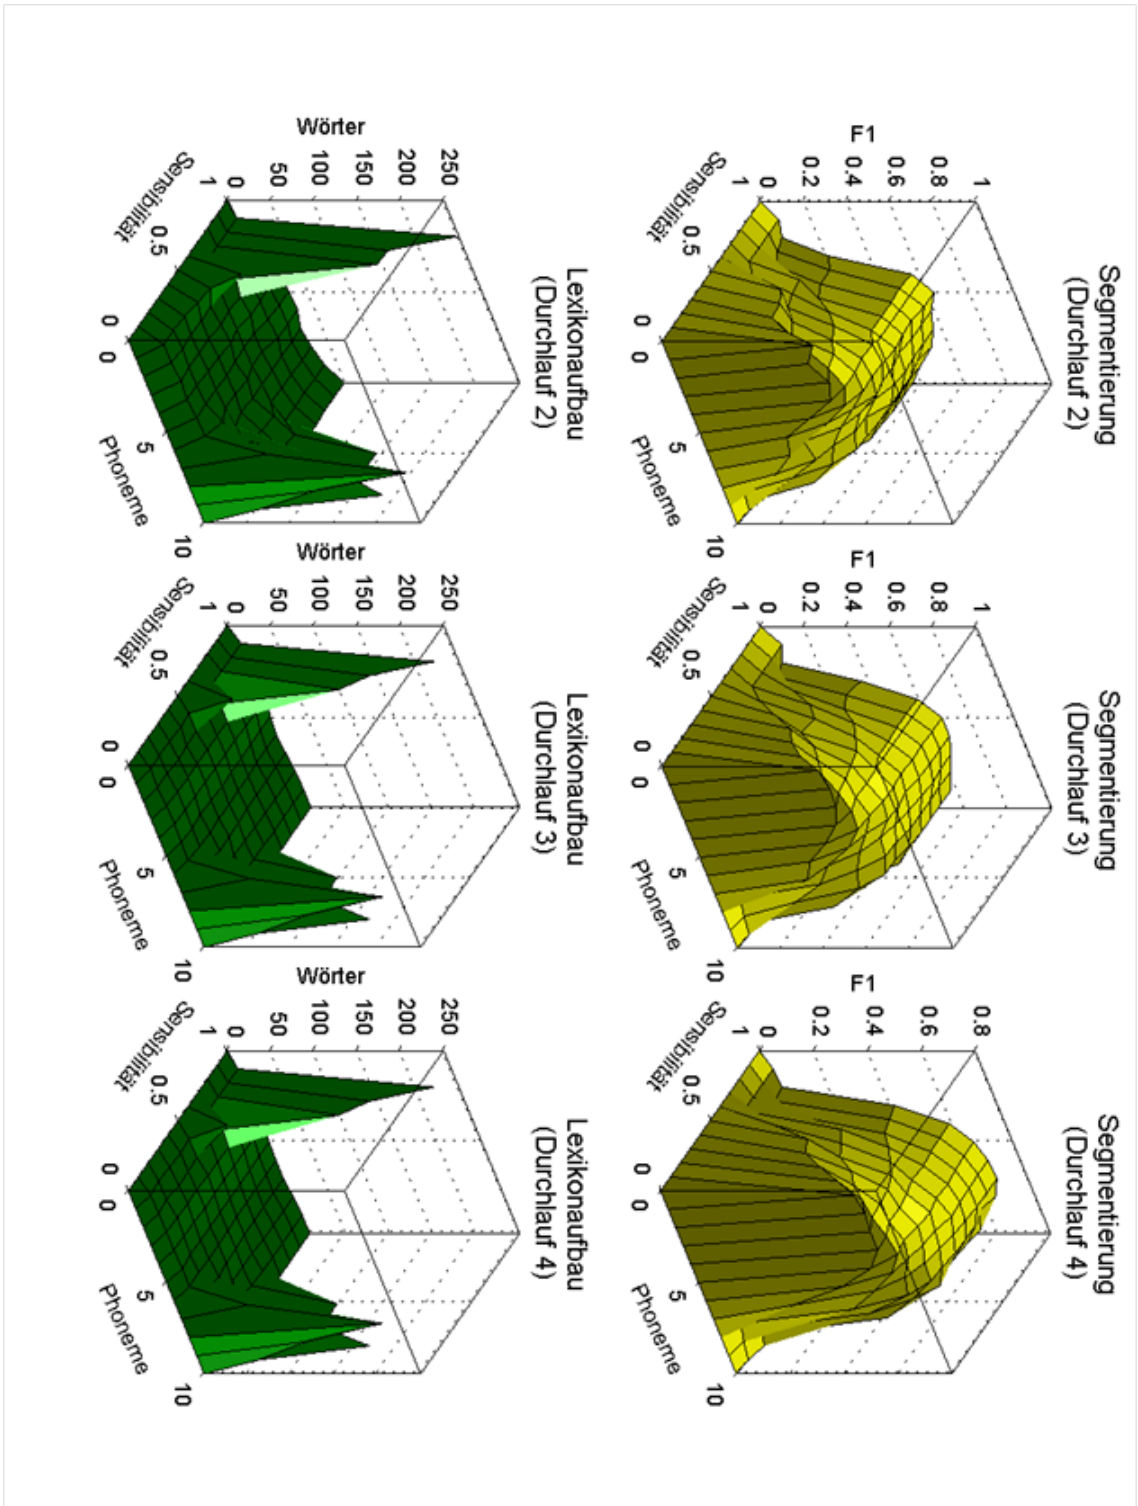 Segmentierung
(Durchlauf 2)
1
0.8
0.6
0.4
0.2
0
F1
1
0.5
0
Sensibilität
0
5
10
Phoneme
Segmentierung
(Durchlauf 3)
1
0.8
0.6
0.4
0.2
0
F1
1
0.5
0
Sensibilität
0
5
10
Phoneme
Segmentierung
(Durchlauf 4)
0.8
0.6
0.4
0.2
0
F1
1
0.5
0
Sensibilität
0
5
10
Phoneme
Lexikonaufbau
(Durchlauf 2)
250
200
150
100
50
0
Wörter
1
0.5
0
Sensibilität
0
5
10
Phoneme
Lexikonaufbau
(Durchlauf 3)
250
200
150
100
50
0
Wörter
1
0.5
0
Sensibilität
0
5
10
Phoneme
Lexikonaufbau
(Durchlauf 4)
250
200
150
100
50
0
Wörter
1
0.5
0
Sensibilität
0
5
10
Phoneme